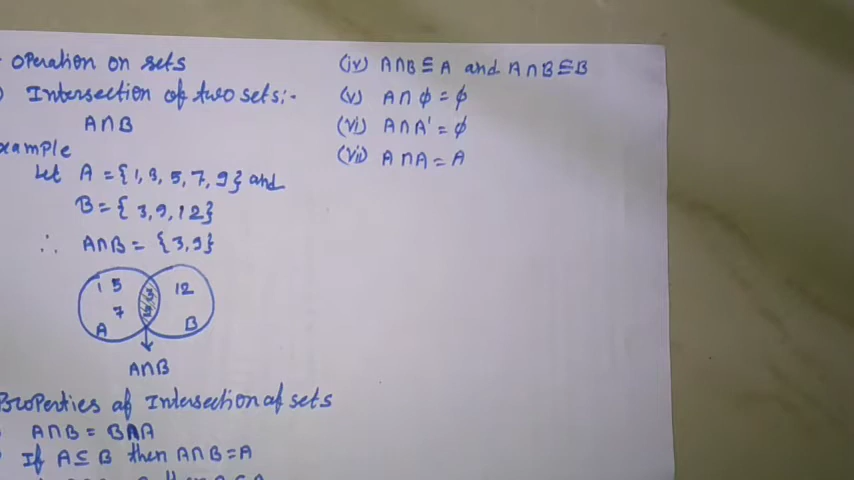 Operation on sets
Intersection of two sets:-
A∩B
Example
Let A = {1, 3, 5, 7, 9} and
B = { 3, 9, 12}
∴ A∩B = {3, 9}
1 5 3 12
7 9
A B
A∩B
Properties of Intersection of sets
A∩B = B∩A
If A ⊆ B then A∩B = A
(iv) A∩B ⊆ A and A∩B ⊆ B
(v) A ∩ ϕ = ϕ
(vi) A∩A' = ϕ
(vii) A ∩A = A